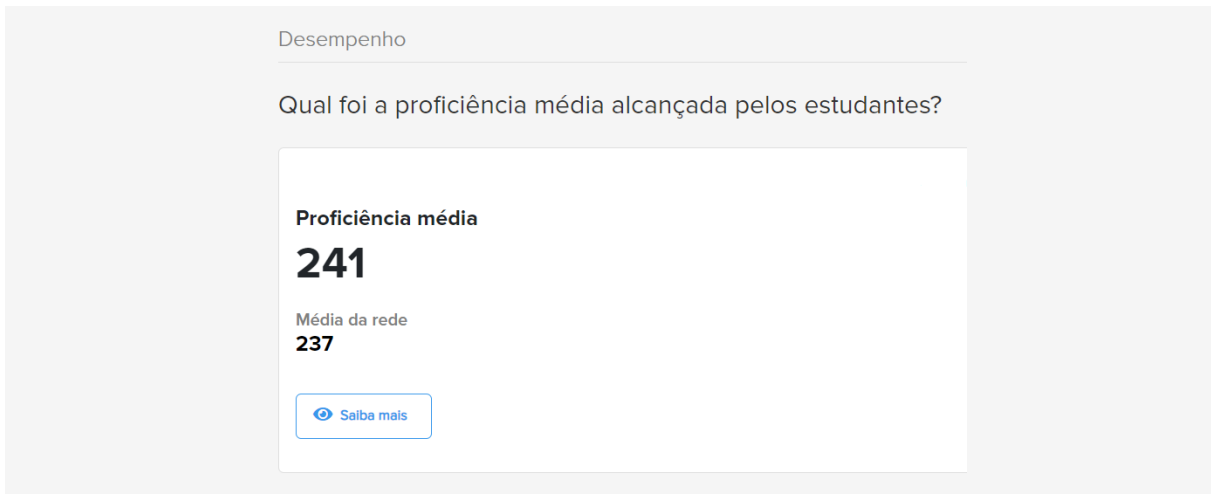 Desempenho
Qual foi a proficiência média alcançada pelos estudantes?
Proficiência média
241
Média da rede
237
Saiba mais